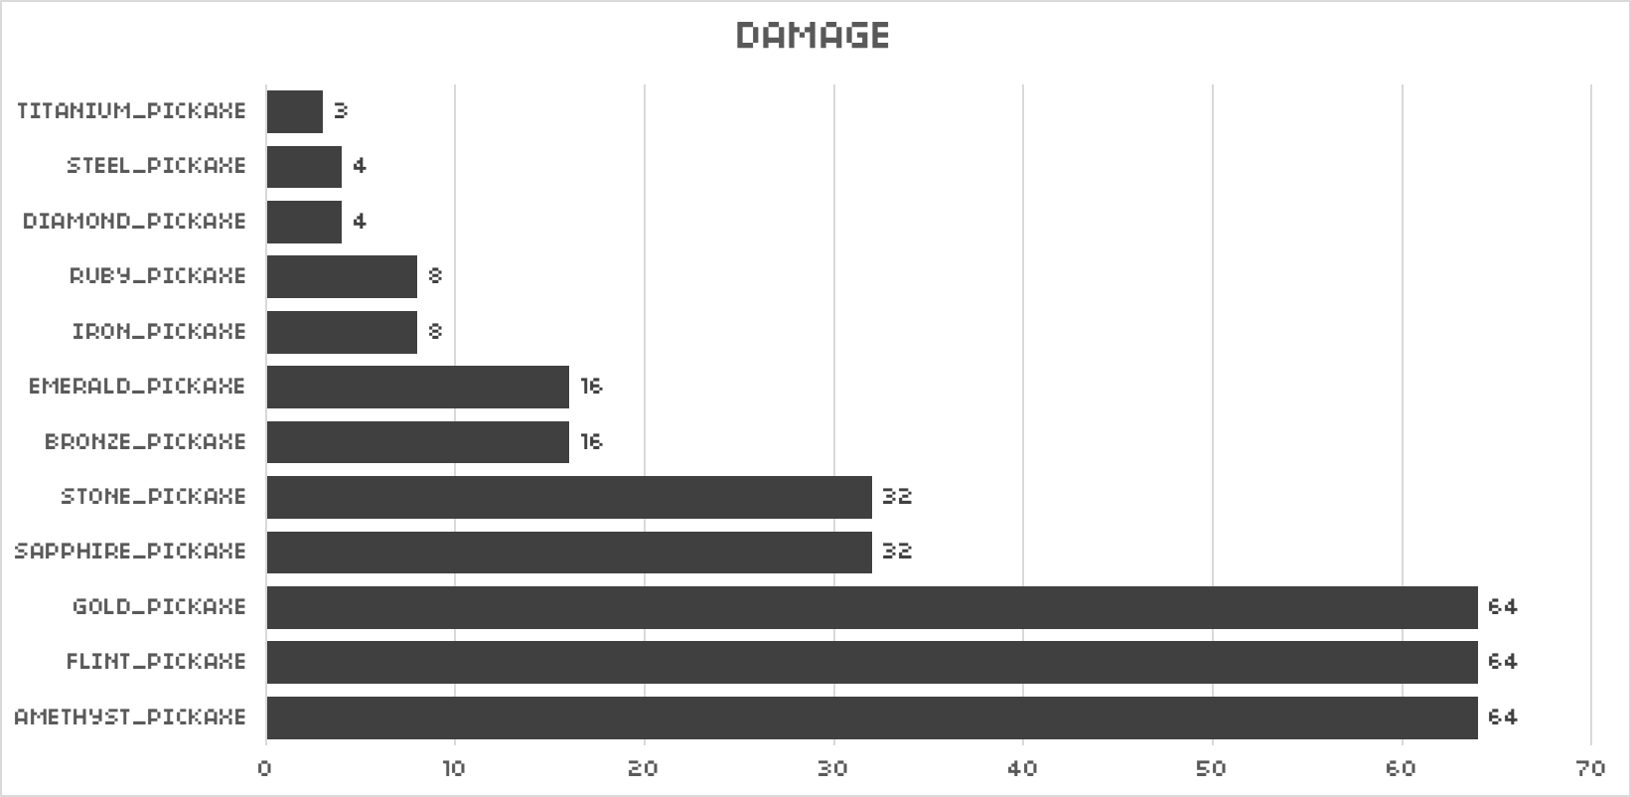 DAMAGE
TITANIUM_PICKAXE 3
STEEL_PICKAXE 4
DIAMOND_PICKAXE 4
RUBY_PICKAXE 8
IRON_PICKAXE 8
EMERALD_PICKAXE 16
BRONZE_PICKAXE 16
STONE_PICKAXE 32
SAPPHIRE_PICKAXE 32
GOLD_PICKAXE 64
FLINT_PICKAXE 64
AMETHYST_PICKAXE 64
0 10 20 30 40 50 60 70